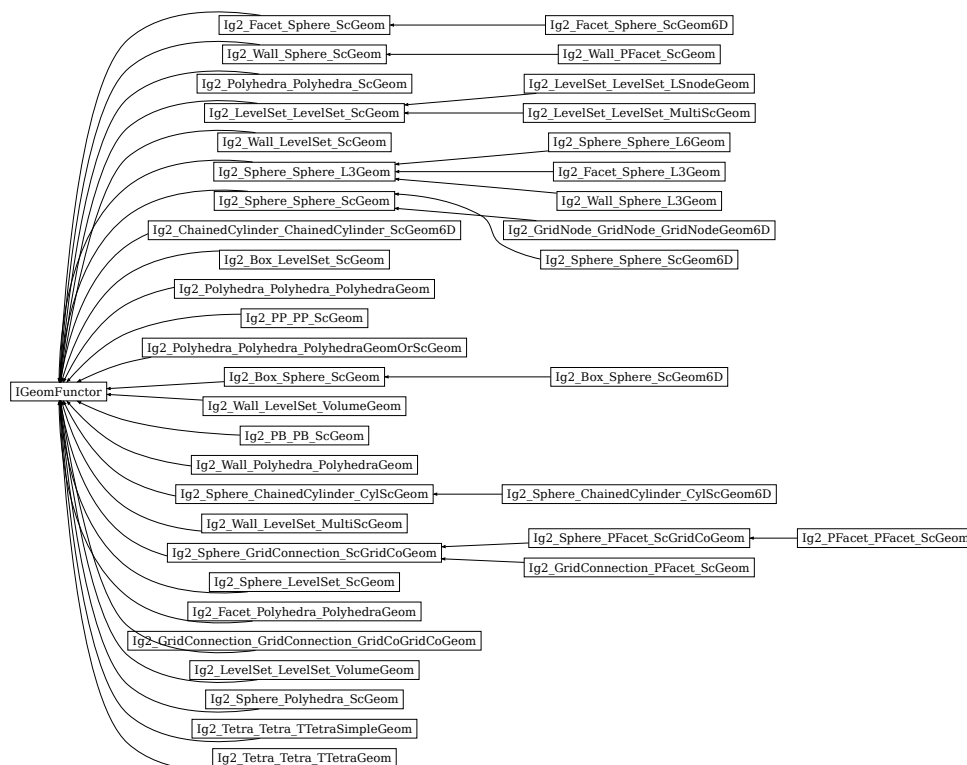 Ig2_Facet_Sphere_ScGeom
Ig2_Facet_Sphere_ScGeom6D
Ig2_Wall_Sphere_ScGeom
Ig2_Wall_PFacet_ScGeom
Ig2_Polyhedra_Polyhedra_ScGeom
Ig2_LevelSet_LevelSet_LSnodeGeom
Ig2_LevelSet_LevelSet_ScGeom
Ig2_LevelSet_LevelSet_MultiScGeom
Ig2_Wall_LevelSet_ScGeom
Ig2_Sphere_Sphere_L6Geom
Ig2_Sphere_Sphere_L3Geom
Ig2_Facet_Sphere_L3Geom
Ig2_Sphere_Sphere_ScGeom
Ig2_Wall_Sphere_L3Geom
Ig2_ChainedCylinder_ChainedCylinder_ScGeom6D
Ig2_GridNode_GridNode_GridNodeGeom6D
Ig2_Box_LevelSet_ScGeom
Ig2_Sphere_Sphere_ScGeom6D
Ig2_Polyhedra_Polyhedra_PolyhedraGeom
Ig2_PP_PP_ScGeom
Ig2_Polyhedra_Polyhedra_PolyhedraGeomOrScGeom
Ig2_Box_Sphere_ScGeom
Ig2_Box_Sphere_ScGeom6D
IGeomFunctor
Ig2_Wall_LevelSet_VolumeGeom
Ig2_PB_PB_ScGeom
Ig2_Wall_Polyhedra_PolyhedraGeom
Ig2_Sphere_ChainedCylinder_CylScGeom
Ig2_Sphere_ChainedCylinder_CylScGeom6D
Ig2_Wall_LevelSet_MultiScGeom
Ig2_Sphere_PFacet_ScGridCoGeom
Ig2_PFacet_PFacet_ScGeom
Ig2_Sphere_GridConnection_ScGridCoGeom
Ig2_GridConnection_PFacet_ScGeom
Ig2_Sphere_LevelSet_ScGeom
Ig2_Facet_Polyhedra_PolyhedraGeom
Ig2_GridConnection_GridConnection_GridCoGridCoGeom
Ig2_LevelSet_LevelSet_VolumeGeom
Ig2_Sphere_Polyhedra_ScGeom
Ig2_Tetra_Tetra_TTetraSimpleGeom
Ig2_Tetra_Tetra_TTetraGeom